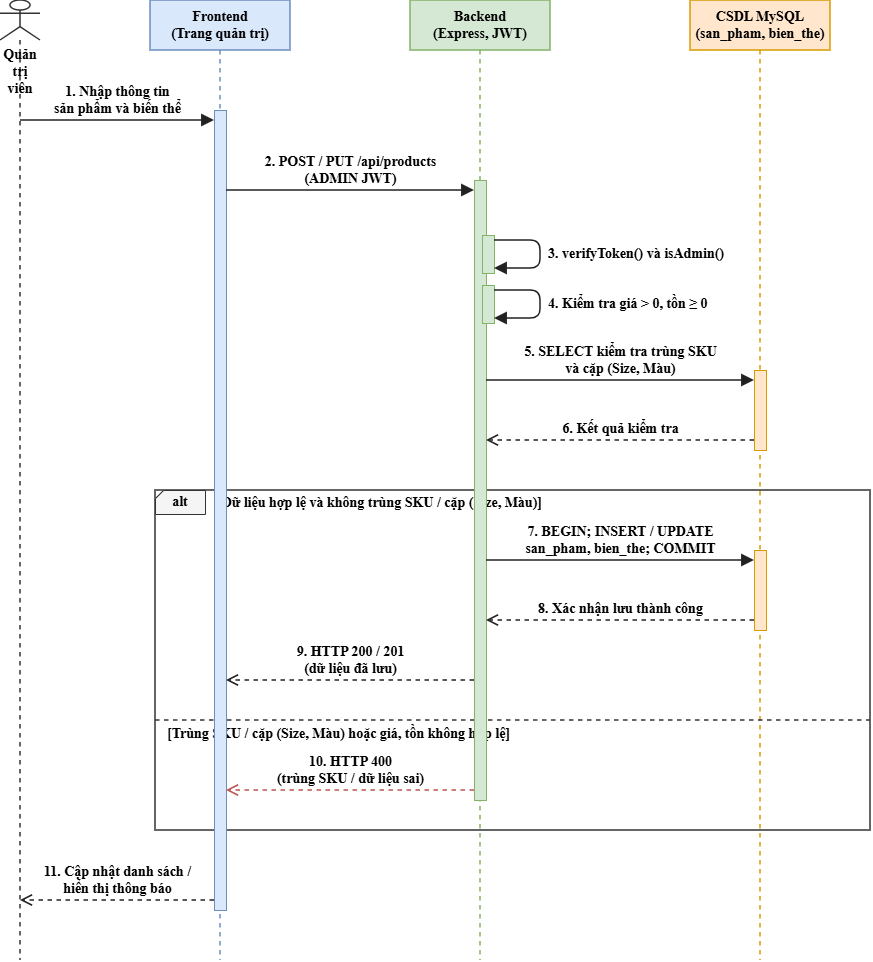 Frontend
(Trang quản trị)
Backend
(Express, JWT)
CSDL MySQL
(san_pham, bien_the)
Quản
trị
viên
1. Nhập thông tin
sản phẩm và biến thể
2. POST / PUT /api/products
(ADMIN JWT)
3. verifyToken() và isAdmin()
4. Kiểm tra giá > 0, tồn ≥ 0
5. SELECT kiểm tra trùng SKU
và cặp (Size, Màu)
6. Kết quả kiểm tra
alt
Dữ liệu hợp lệ và không trùng SKU / cặp (Size, Màu)]
7. BEGIN; INSERT / UPDATE
san_pham, bien_the; COMMIT
8. Xác nhận lưu thành công
9. HTTP 200 / 201
(dữ liệu đã lưu)
[Trùng SKU / cặp (Size, Màu) hoặc giá, tồn không hợp lệ]
10. HTTP 400
(trùng SKU / dữ liệu sai)
11. Cập nhật danh sách /
hiển thị thông báo